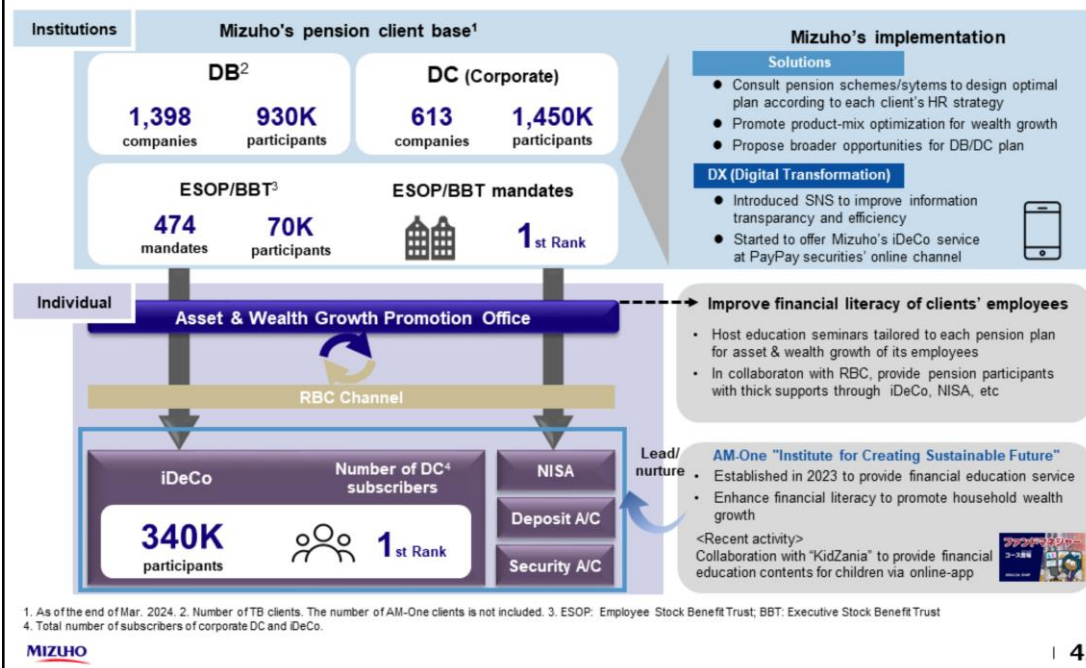 Institutions
Mizuho's pension client base1
DB2
1,398
companies
930K
participants
DC (Corporate)
613
companies
1,450K
participants
ESOP/BBT3
474
mandates
70K
participants
ESOP/BBT mandates
1st Rank
Mizuho's implementation
Solutions
● Consult pension schemes/sytems to design optimal
plan according to each client's HR strategy
● Promote product-mix optimization for wealth growth
● Propose broader opportunities for DB/DC plan
DX (Digital Transformation)
● Introduced SNS to improve information
transparency and efficiency
● Started to offer Mizuho's iDeCo service
at PayPay securities' online channel
Individual
Asset & Wealth Growth Promotion Office
RBC Channel
iDeCo
Number of DC4
subscribers
340K
participants
1st Rank
NISA
Deposit A/C
Security A/C
Improve financial literacy of clients' employees
• Host education seminars tailored to each pension plan
for asset & wealth growth of its employees
• In collaboraton with RBC, provide pension participants
with thick supports through iDeCo, NISA, etc
Lead/
nurture
AM-One "Institute for Creating Sustainable Future"
• Established in 2023 to provide financial education service
• Enhance financial literacy to promote household wealth
growth
<Recent activity>
Collaboration with "KidZania" to provide financial
education contents for children via online-app
ファンドマネジャー
1. As of the end of Mar. 2024. 2. Number of TB clients. The number of AM-One clients is not included. 3. ESOP: Employee Stock Benefit Trust; BBT: Executive Stock Benefit Trust
4. Total number of subscribers of corporate DC and iDeCo.
MIZUHO
| 4